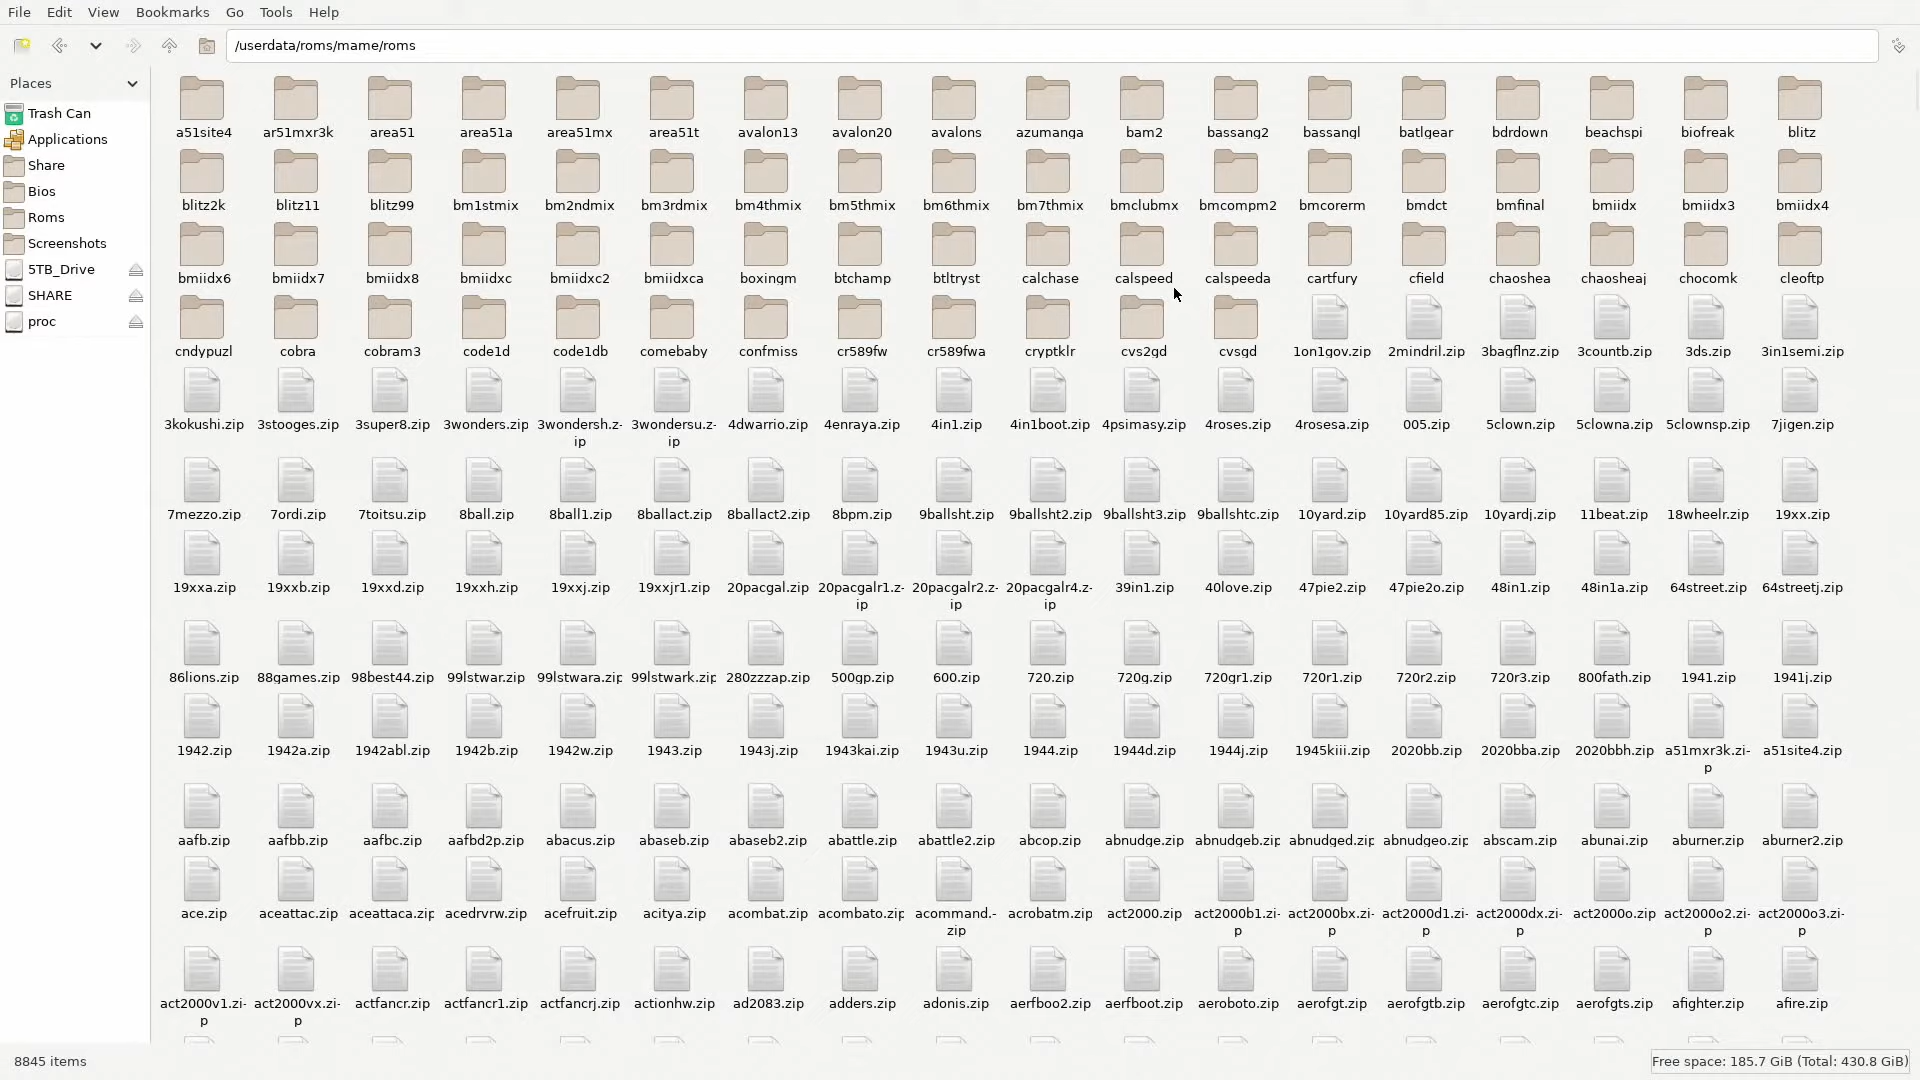 File Edit View Bookmarks Go Tools Help
/userdata/roms/mame/roms
Places
Trash Can
Applications
Share
Bios
Roms
Screenshots
5TB_Drive
SHARE
proc
a51site4 ar51mxr3k area51 area51a area51mx area51t avalon13 avalon20 avalons azumanga bam2 bassang2 bassangl batlgear bdrdown beachspi biofreak blitz
blitz2k blitz11 blitz99 bm1stmix bm2ndmix bm3rdmix bm4thmix bm5thmix bm6thmix bm7thmix bmclubmx bmcompm2 bmcorerm bmdct bmfinal bmiidx bmiidx3 bmiidx4
bmiidx6 bmiidx7 bmiidx8 bmiidxc bmiidxc2 bmiidxca boxingm btchamp btltryst calchase calspeed calspeeda cartfury cfield chaoshea chaosheaj chocomk cleoftp
cndypuzl cobra cobram3 code1d code1db comebaby confmiss cr589fw cr589fwa cryptklr cvs2gd cvsgd 1on1gov.zip 2mindril.zip 3bagflnz.zip 3countb.zip 3ds.zip 3in1semi.zip
3kokushi.zip 3stooges.zip 3super8.zip 3wonders.zip 3wondersh.z- 3wondersu.z- 4dwarrio.zip 4enraya.zip 4in1.zip 4in1boot.zip 4psimasy.zip 4roses.zip 4rosesa.zip 005.zip 5clown.zip 5clowna.zip 5clownsp.zip 7jigen.zip
ip ip
7mezzo.zip 7ordi.zip 7toitsu.zip 8ball.zip 8ball1.zip 8ballact.zip 8ballact2.zip 8bpm.zip 9ballsht.zip 9ballsht2.zip 9ballsht3.zip 9ballshtc.zip 10yard.zip 10yard85.zip 10yardj.zip 11beat.zip 18wheelr.zip 19xx.zip
19xxa.zip 19xxb.zip 19xxd.zip 19xxh.zip 19xxj.zip 19xxjr1.zip 20pacgal.zip 20pacgalr1.z- 20pacgalr2.z- 20pacgalr4.z- 39in1.zip 40love.zip 47pie2.zip 47pie2o.zip 48in1.zip 48in1a.zip 64street.zip 64streetj.zip
ip ip ip
86lions.zip 88games.zip 98best44.zip 99lstwar.zip 99lstwara.zip 99lstwark.zip 280zzzap.zip 500gp.zip 600.zip 720.zip 720g.zip 720gr1.zip 720r1.zip 720r2.zip 720r3.zip 800fath.zip 1941.zip 1941j.zip
1942.zip 1942a.zip 1942abl.zip 1942b.zip 1942w.zip 1943.zip 1943j.zip 1943kai.zip 1943u.zip 1944.zip 1944d.zip 1944j.zip 1945kiii.zip 2020bb.zip 2020bba.zip 2020bbh.zip a51mxr3k.zi- a51site4.zip
p
aafb.zip aafbb.zip aafbc.zip aafbd2p.zip abacus.zip abaseb.zip abaseb2.zip abattle.zip abattle2.zip abcop.zip abnudge.zip abnudgeb.zip abnudged.zip abnudgeo.zip abscam.zip abunai.zip aburner.zip aburner2.zip
ace.zip aceattac.zip aceattaca.zip acedrvrw.zip acefruit.zip acitya.zip acombat.zip acombato.zip acommand.- acrobatm.zip act2000.zip act2000b1.zi- act2000bx.zi- act2000d1.zi- act2000dx.zi- act2000o.zip act2000o2.zi- act2000o3.zi-
zip p p p p p p
act2000v1.zi- act2000vx.zi- actfancr.zip actfancr1.zip actfancrj.zip actionhw.zip ad2083.zip adders.zip adonis.zip aerfboo2.zip aerfboot.zip aeroboto.zip aerofgt.zip aerofgtb.zip aerofgtc.zip aerofgts.zip afighter.zip afire.zip
p p
8845 items
Free space: 185.7 GiB (Total: 430.8 GiB)